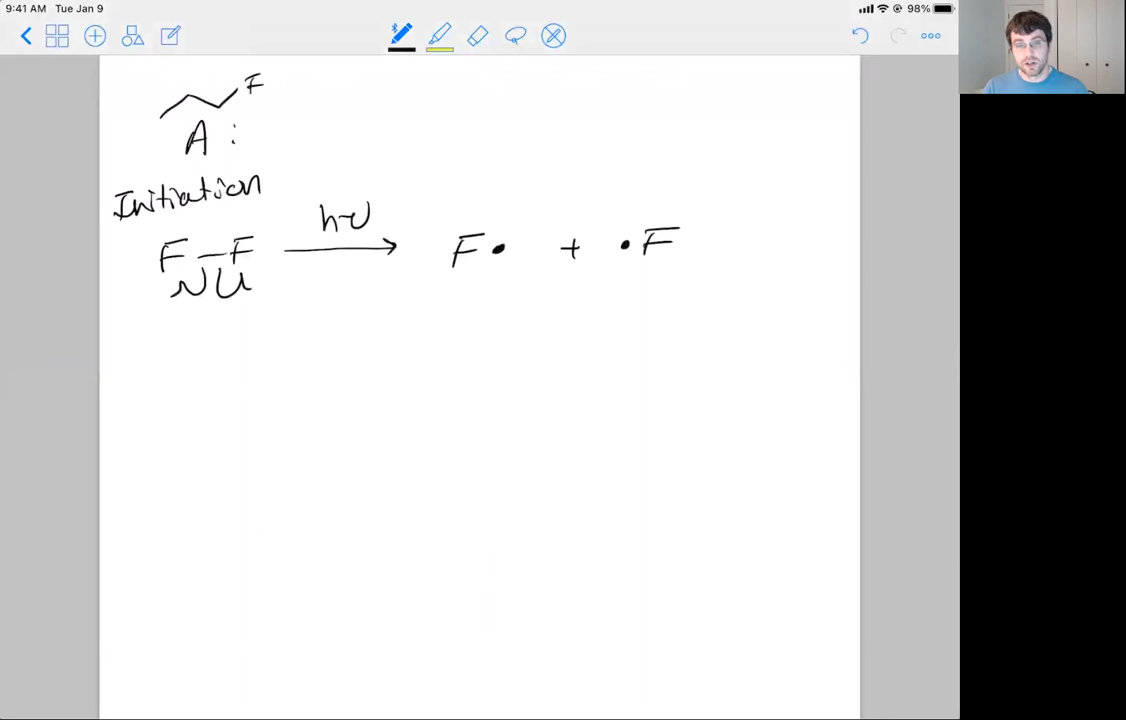 9:41 AM Tue Jan 9 98%
F
A :
Initiation
hν
F–F → F• + •F